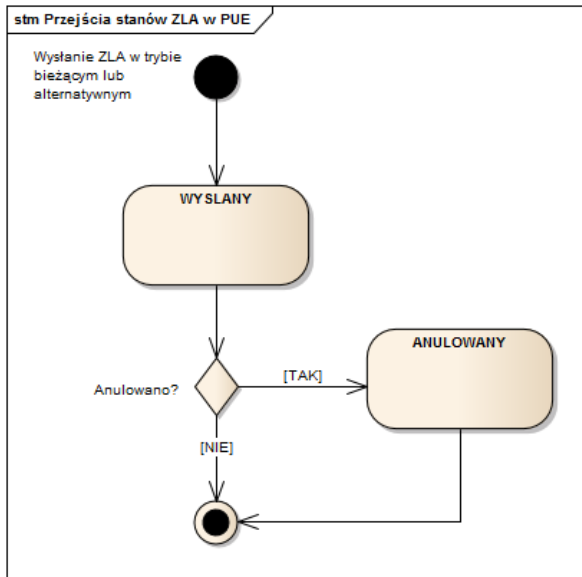 stm Przejścia stanów ZLA w PUE
Wysłanie ZLA w trybie
bieżącym lub
alternatywnym
WYSLANY
ANULOWANY
Anulowano?
[TAK]
[NIE]